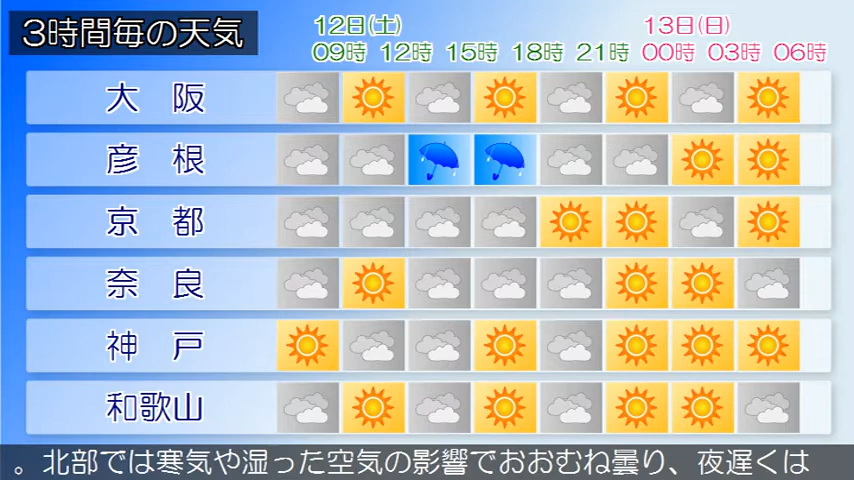 3時間毎の天気
12日(土) 13日(日)
09時 12時 15時 18時 21時 00時 03時 06時
大 阪
彦 根
京 都
奈 良
神 戸
和歌山
。北部では寒気や湿った空気の影響でおおむね曇り、夜遅くは